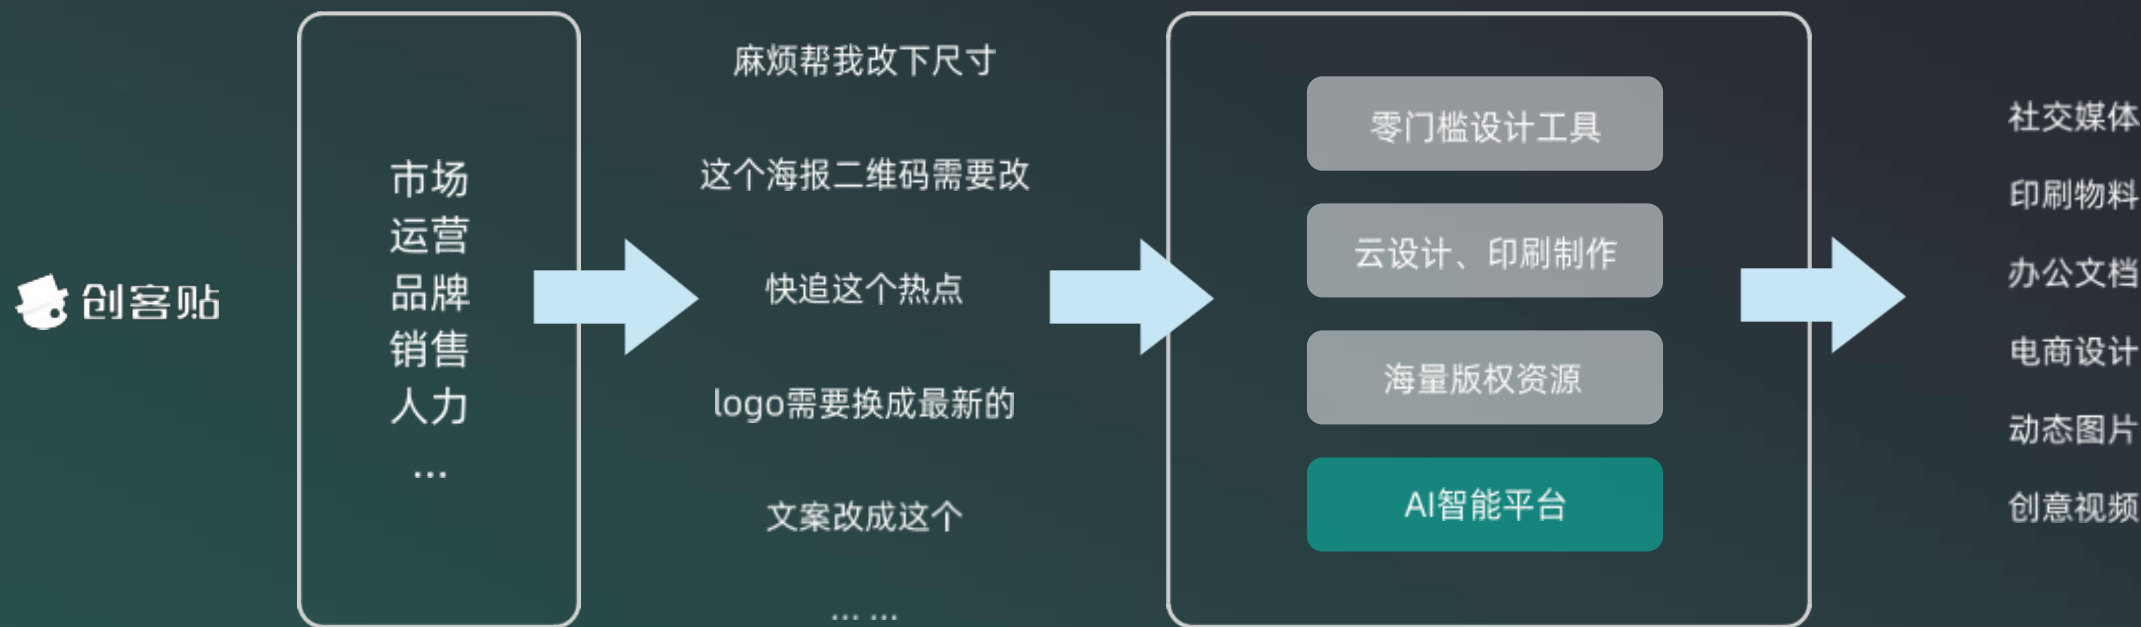 创客贴
市场
运营
品牌
销售
人力
...
麻烦帮我改下尺寸
这个海报二维码需要改
快追这个热点
logo需要换成最新的
文案改成这个
... ...
零门槛设计工具
云设计、印刷制作
海量版权资源
AI智能平台
社交媒体
印刷物料
办公文档
电商设计
动态图片
创意视频